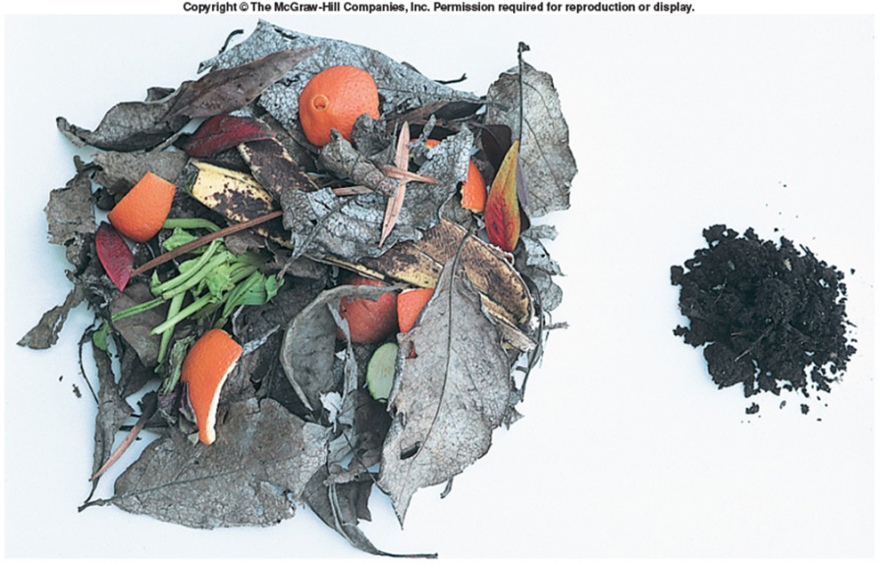 Copyright © The McGraw-Hill Companies, Inc. Permission required for reproduction or display.